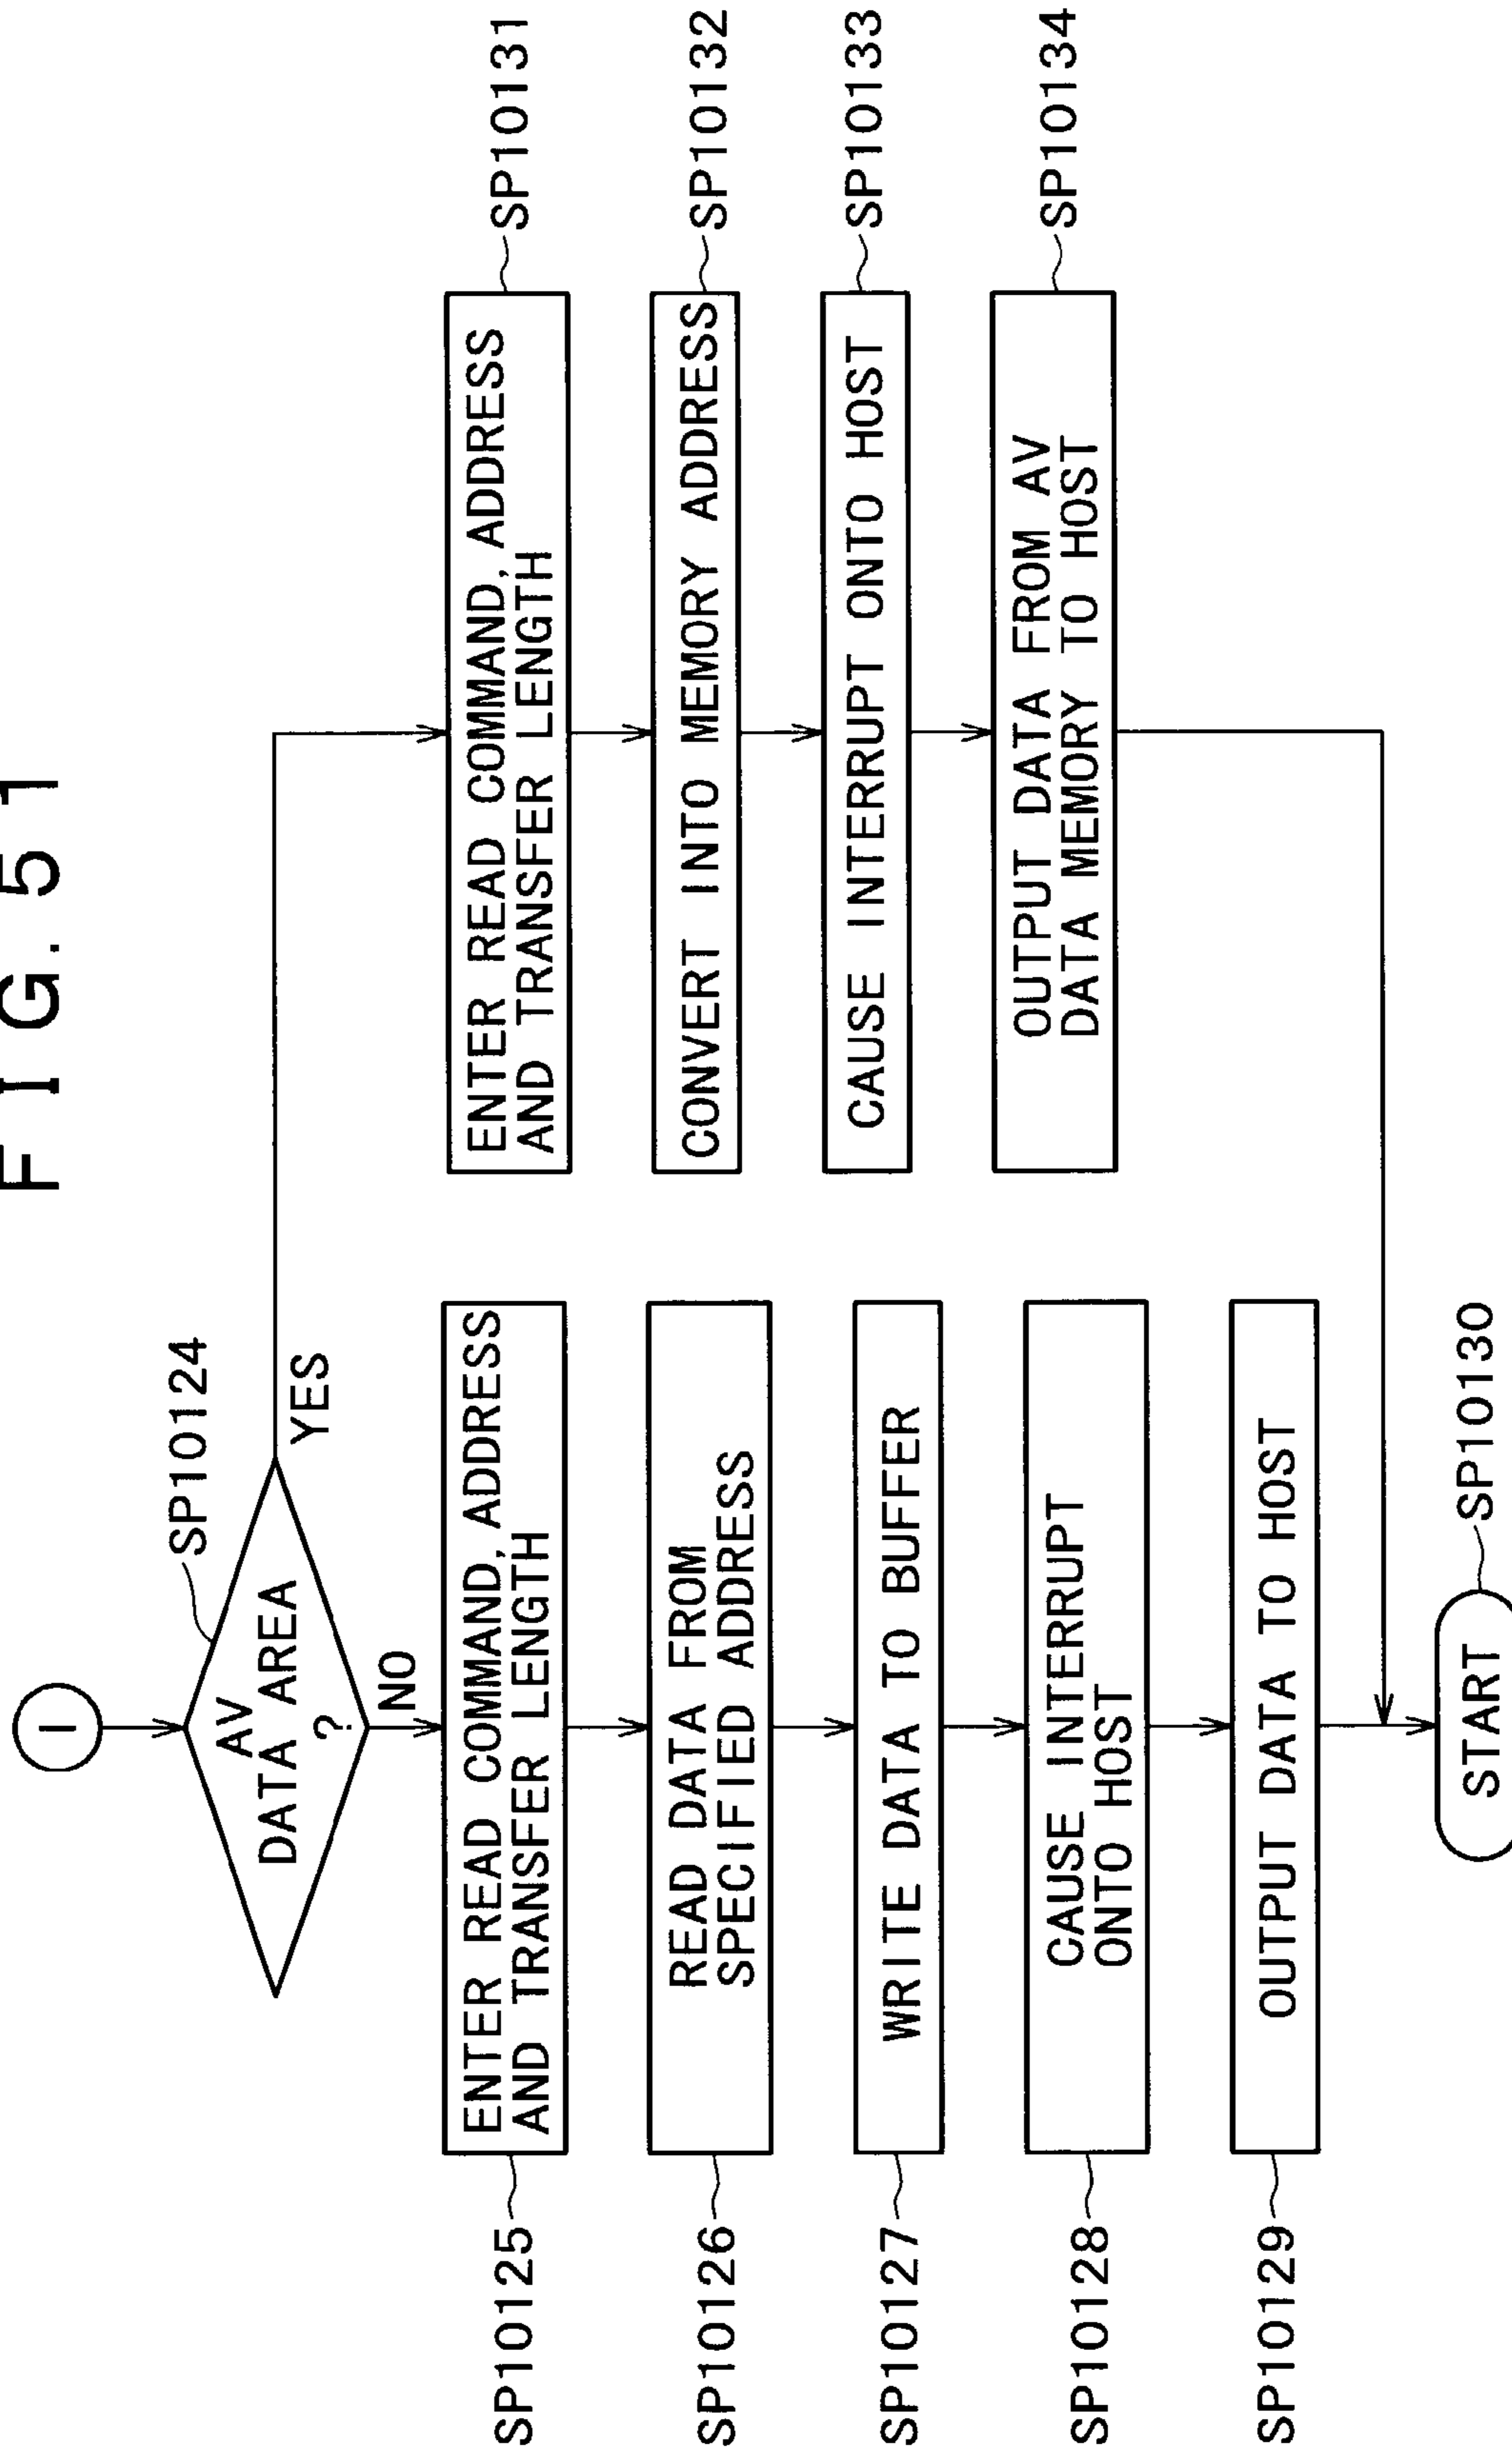 FIG. 51
I
SP10124
AV
DATA AREA
?
YES
NO
SP10125
ENTER READ COMMAND, ADDRESS
AND TRANSFER LENGTH
SP10126
READ DATA FROM
SPECIFIED ADDRESS
SP10127
WRITE DATA TO BUFFER
SP10128
CAUSE INTERRUPT
ONTO HOST
SP10129
OUTPUT DATA TO HOST
START
SP10130
ENTER READ COMMAND, ADDRESS
AND TRANSFER LENGTH
SP10131
CONVERT INTO MEMORY ADDRESS
SP10132
CAUSE INTERRUPT ONTO HOST
SP10133
OUTPUT DATA FROM AV
DATA MEMORY TO HOST
SP10134